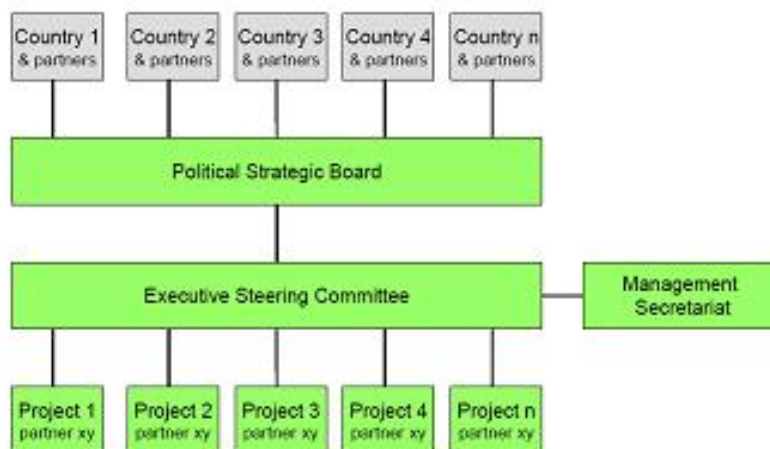 Country 1
& partners
Country 2
& partners
Country 3
& partners
Country 4
& partners
Country n
& partners
Political Strategic Board
Executive Steering Committee
Management
Secretariat
Project 1
partner xy
Project 2
partner xy
Project 3
partner xy
Project 4
partner xy
Project n
partner xy